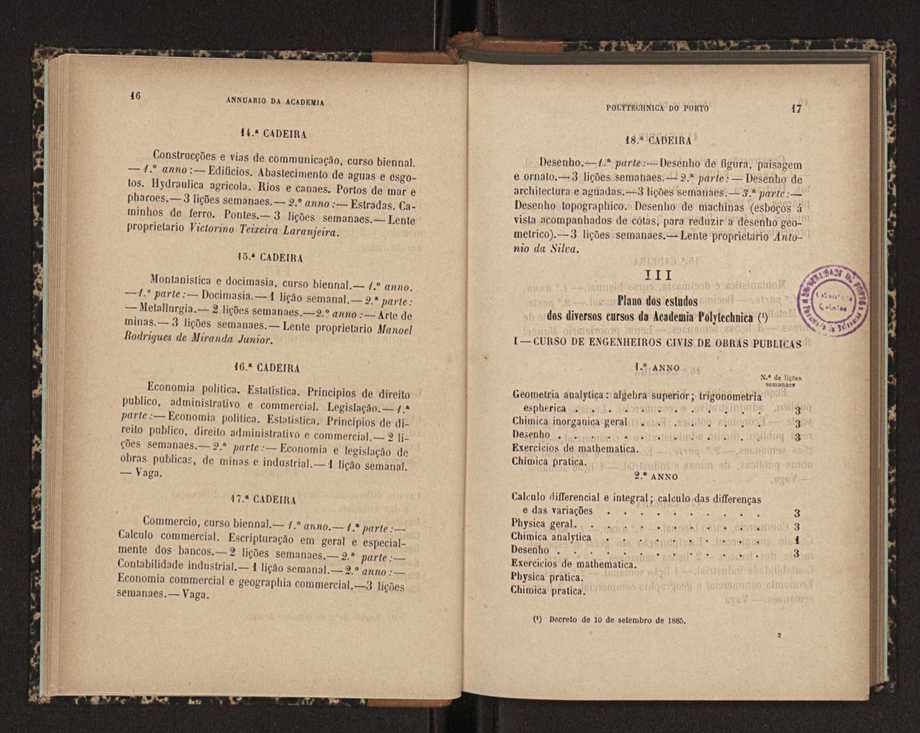 16
ANNUARIO DA ACADEMIA
14.ª CADEIRA
Construcções e vias de communicação, curso biennal.
— 1.º anno: — Edificios. Abastecimento de aguas e esgo-
tos. Hydraulica agricola. Rios e canaes. Portos de mar e
pharoes. — 3 lições semanaes. — 2.º anno: — Estradas. Ca-
minhos de ferro. Pontes. — 3 lições semanaes. — Lente
proprietario Victorino Teixeira Laranjeira.
15.ª CADEIRA
Montanistica e docimasia, curso biennal. — 1.º anno.
— 1.ª parte: — Docimasia. — 1 lição semanal. — 2.ª parte:
— Metallurgia. — 2 lições semanaes. — 2.º anno: — Arte de
minas. — 3 lições semanaes. — Lente proprietario Manoel
Rodrigues de Miranda Junior.
16.ª CADEIRA
Economia politica. Estatistica. Principios de direito
publico, administrativo e commercial. Legislação. — 1.ª
parte: — Economia politica. Estatistica. Principios de di-
reito publico, direito administrativo e commercial. — 2 li-
ções semanaes. — 2.ª parte: — Economia e legislação de
obras publicas, de minas e industrial. — 1 lição semanal.
— Vaga.
17.ª CADEIRA
Commercio, curso biennal. — 1.º anno. — 1.ª parte: —
Calculo commercial. Escripturação em geral e especial-
mente dos bancos. — 2 lições semanaes. — 2.ª parte: —
Contabilidade industrial. — 1 lição semanal. — 2.º anno: —
Economia commercial e geographia commercial. — 3 lições
semanaes. — Vaga.
POLYTECHNICA DO PORTO
17
18.ª CADEIRA
Desenho. — 1.ª parte: — Desenho de figura, paisagem
e ornato. — 3 lições semanaes. — 2.ª parte: — Desenho de
architectura e aguadas. — 3 lições semanaes. — 3.ª parte: —
Desenho topographico. Desenho de machinas (esboços á
vista acompanhados de cótas, para reduzir a desenho geo-
metrico). — 3 lições semanaes. — Lente proprietario Anto-
nio da Silva.
III
Plano dos estudos
dos diversos cursos da Academia Polytechnica (¹)
I — CURSO DE ENGENHEIROS CIVIS DE OBRAS PUBLICAS
1.º ANNO
N.º de lições
semanaes
Geometria analytica: algebra superior; trigonometria
espherica . . . . . . . . . . . 3
Chimica inorganica geral . . . . . . . . 3
Desenho . . . . . . . . . . . . 3
Exercicios de mathematica.
Chimica pratica.
2.º ANNO
Calculo differencial e integral; calculo das differenças
e das variações . . . . . . . . . 3
Physica geral. . . . . . . . . . . 3
Chimica analytica . . . . . . . . . 1
Desenho . . . . . . . . . . . . 3
Exercicios de mathematica.
Physica pratica.
Chimica pratica.
(¹) Decreto de 10 de setembro de 1885.
2